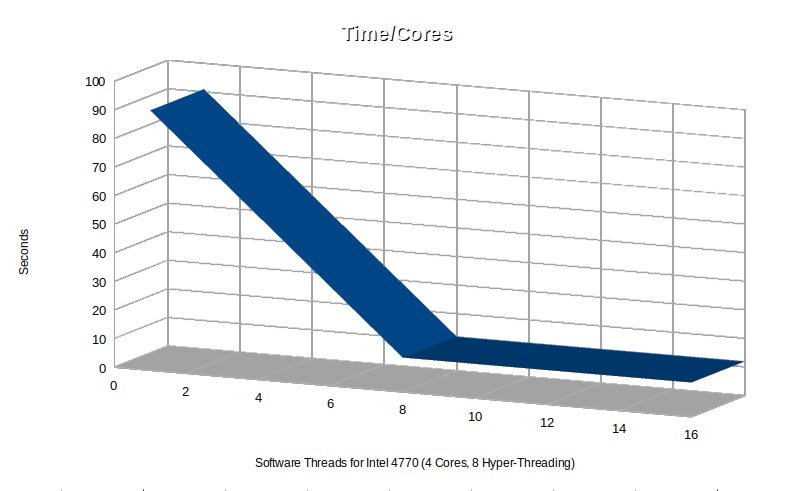 Time/Cores
100
90
80
70
60
50
40
30
20
10
0
Seconds
0 2 4 6 8 10 12 14 16
Software Threads for Intel 4770 (4 Cores, 8 Hyper-Threading)